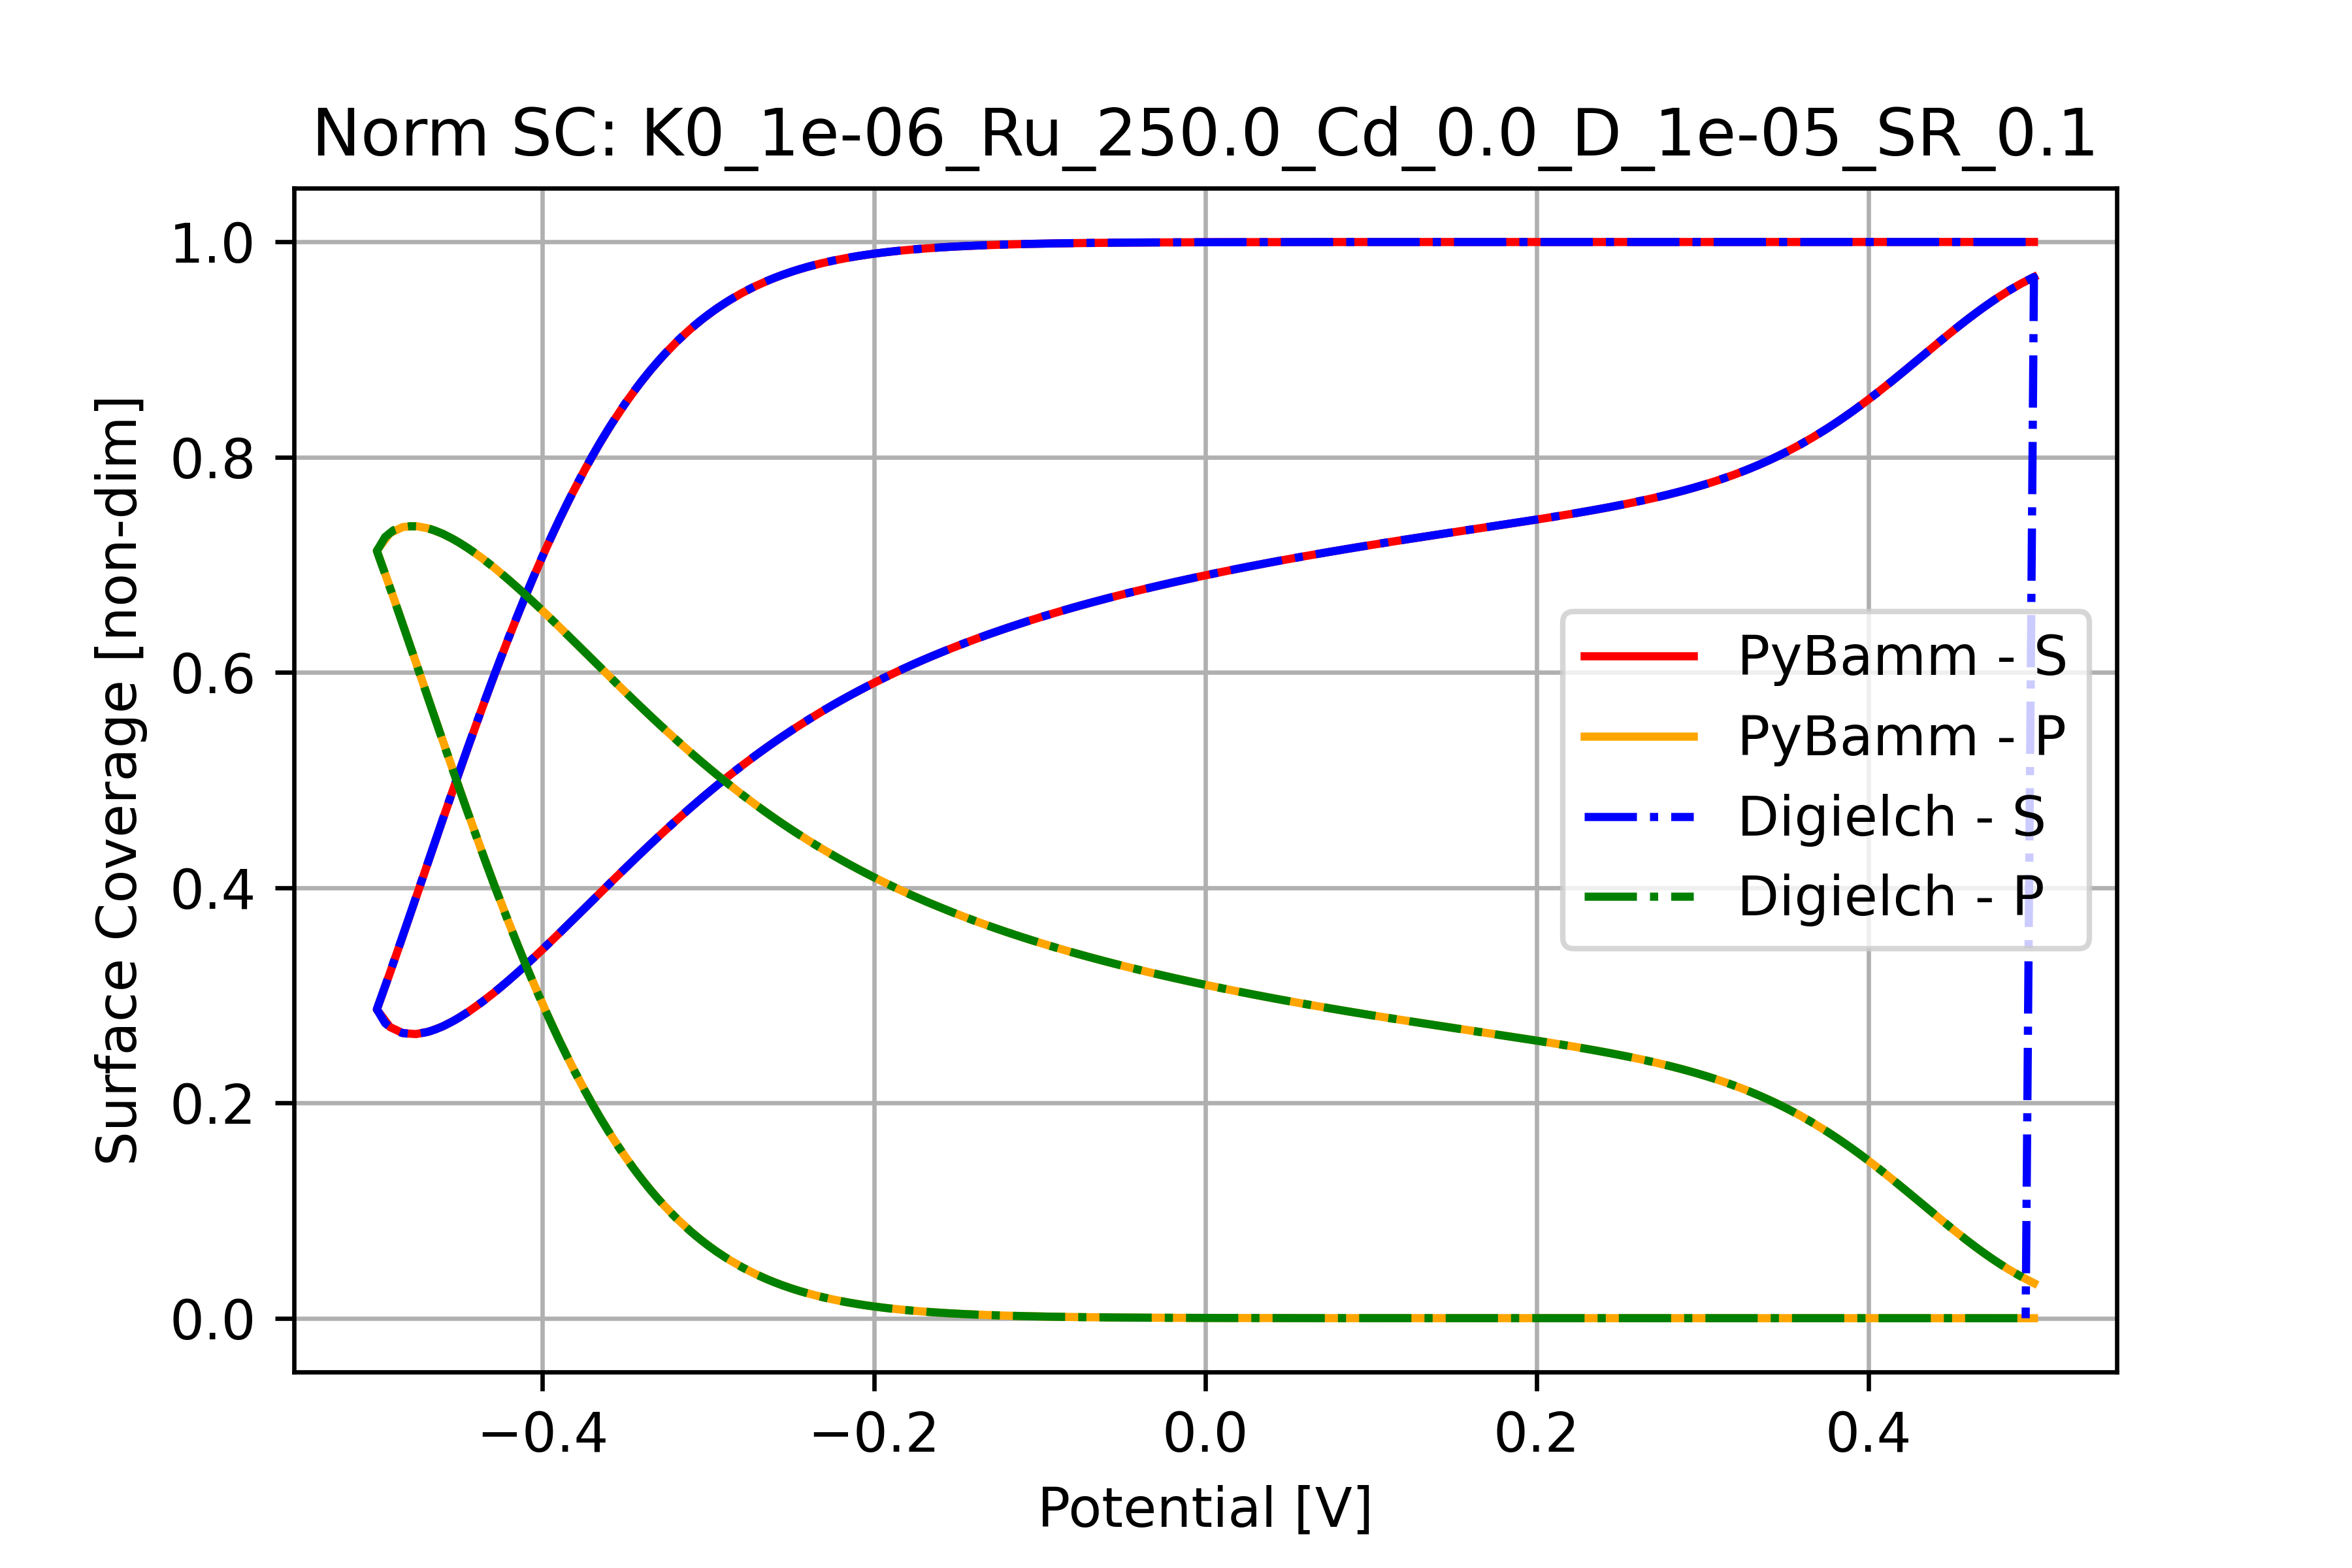 Norm SC: K0_1e-06_Ru_250.0_Cd_0.0_D_1e-05_SR_0.1
Surface Coverage [non-dim]
1.0
0.8
0.6
0.4
0.2
0.0
PyBamm - S
PyBamm - P
Digielch - S
Digielch - P
−0.4 −0.2 0.0 0.2 0.4
Potential [V]